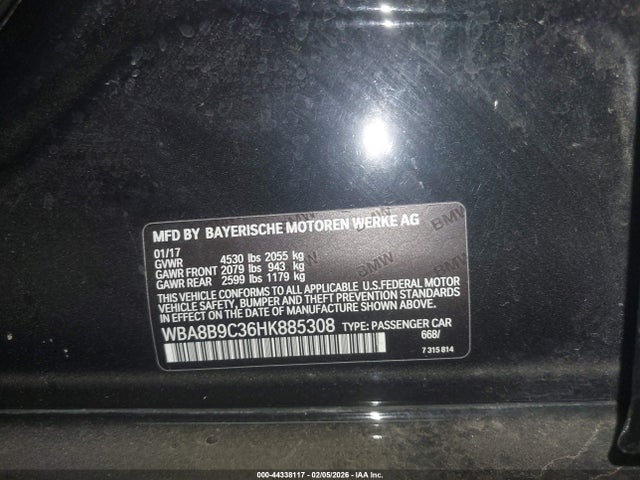 MFD BY BAYERISCHE MOTOREN WERKE AG
01/17
GVWR 4530 lbs 2055 kg
GAWR FRONT 2079 lbs 943 kg
GAWR REAR 2599 lbs 1179 kg
THIS VEHICLE CONFORMS TO ALL APPLICABLE U.S.FEDERAL MOTOR
VEHICLE SAFETY, BUMPER AND THEFT PREVENTION STANDARDS
IN EFFECT ON THE DATE OF MANUFACTURE SHOWN ABOVE.
WBA8B9C36HK885308 TYPE: PASSENGER CAR
668/
7 315 814
BMW
BMW
BMW
000-44338117 - 02/05/2026 - IAA Inc.